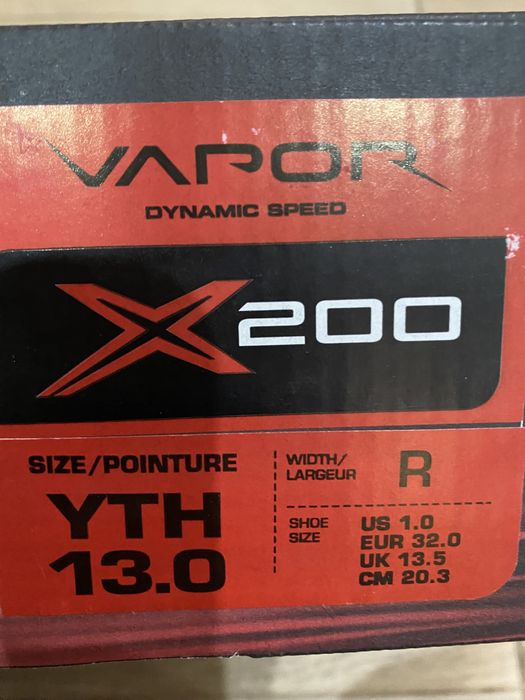 VAPOR
DYNAMIC SPEED
X200
SIZE/POINTURE
YTH
13.0
WIDTH/
LARGEUR
R
SHOE
SIZE
US 1.0
EUR 32.0
UK 13.5
CM 20.3